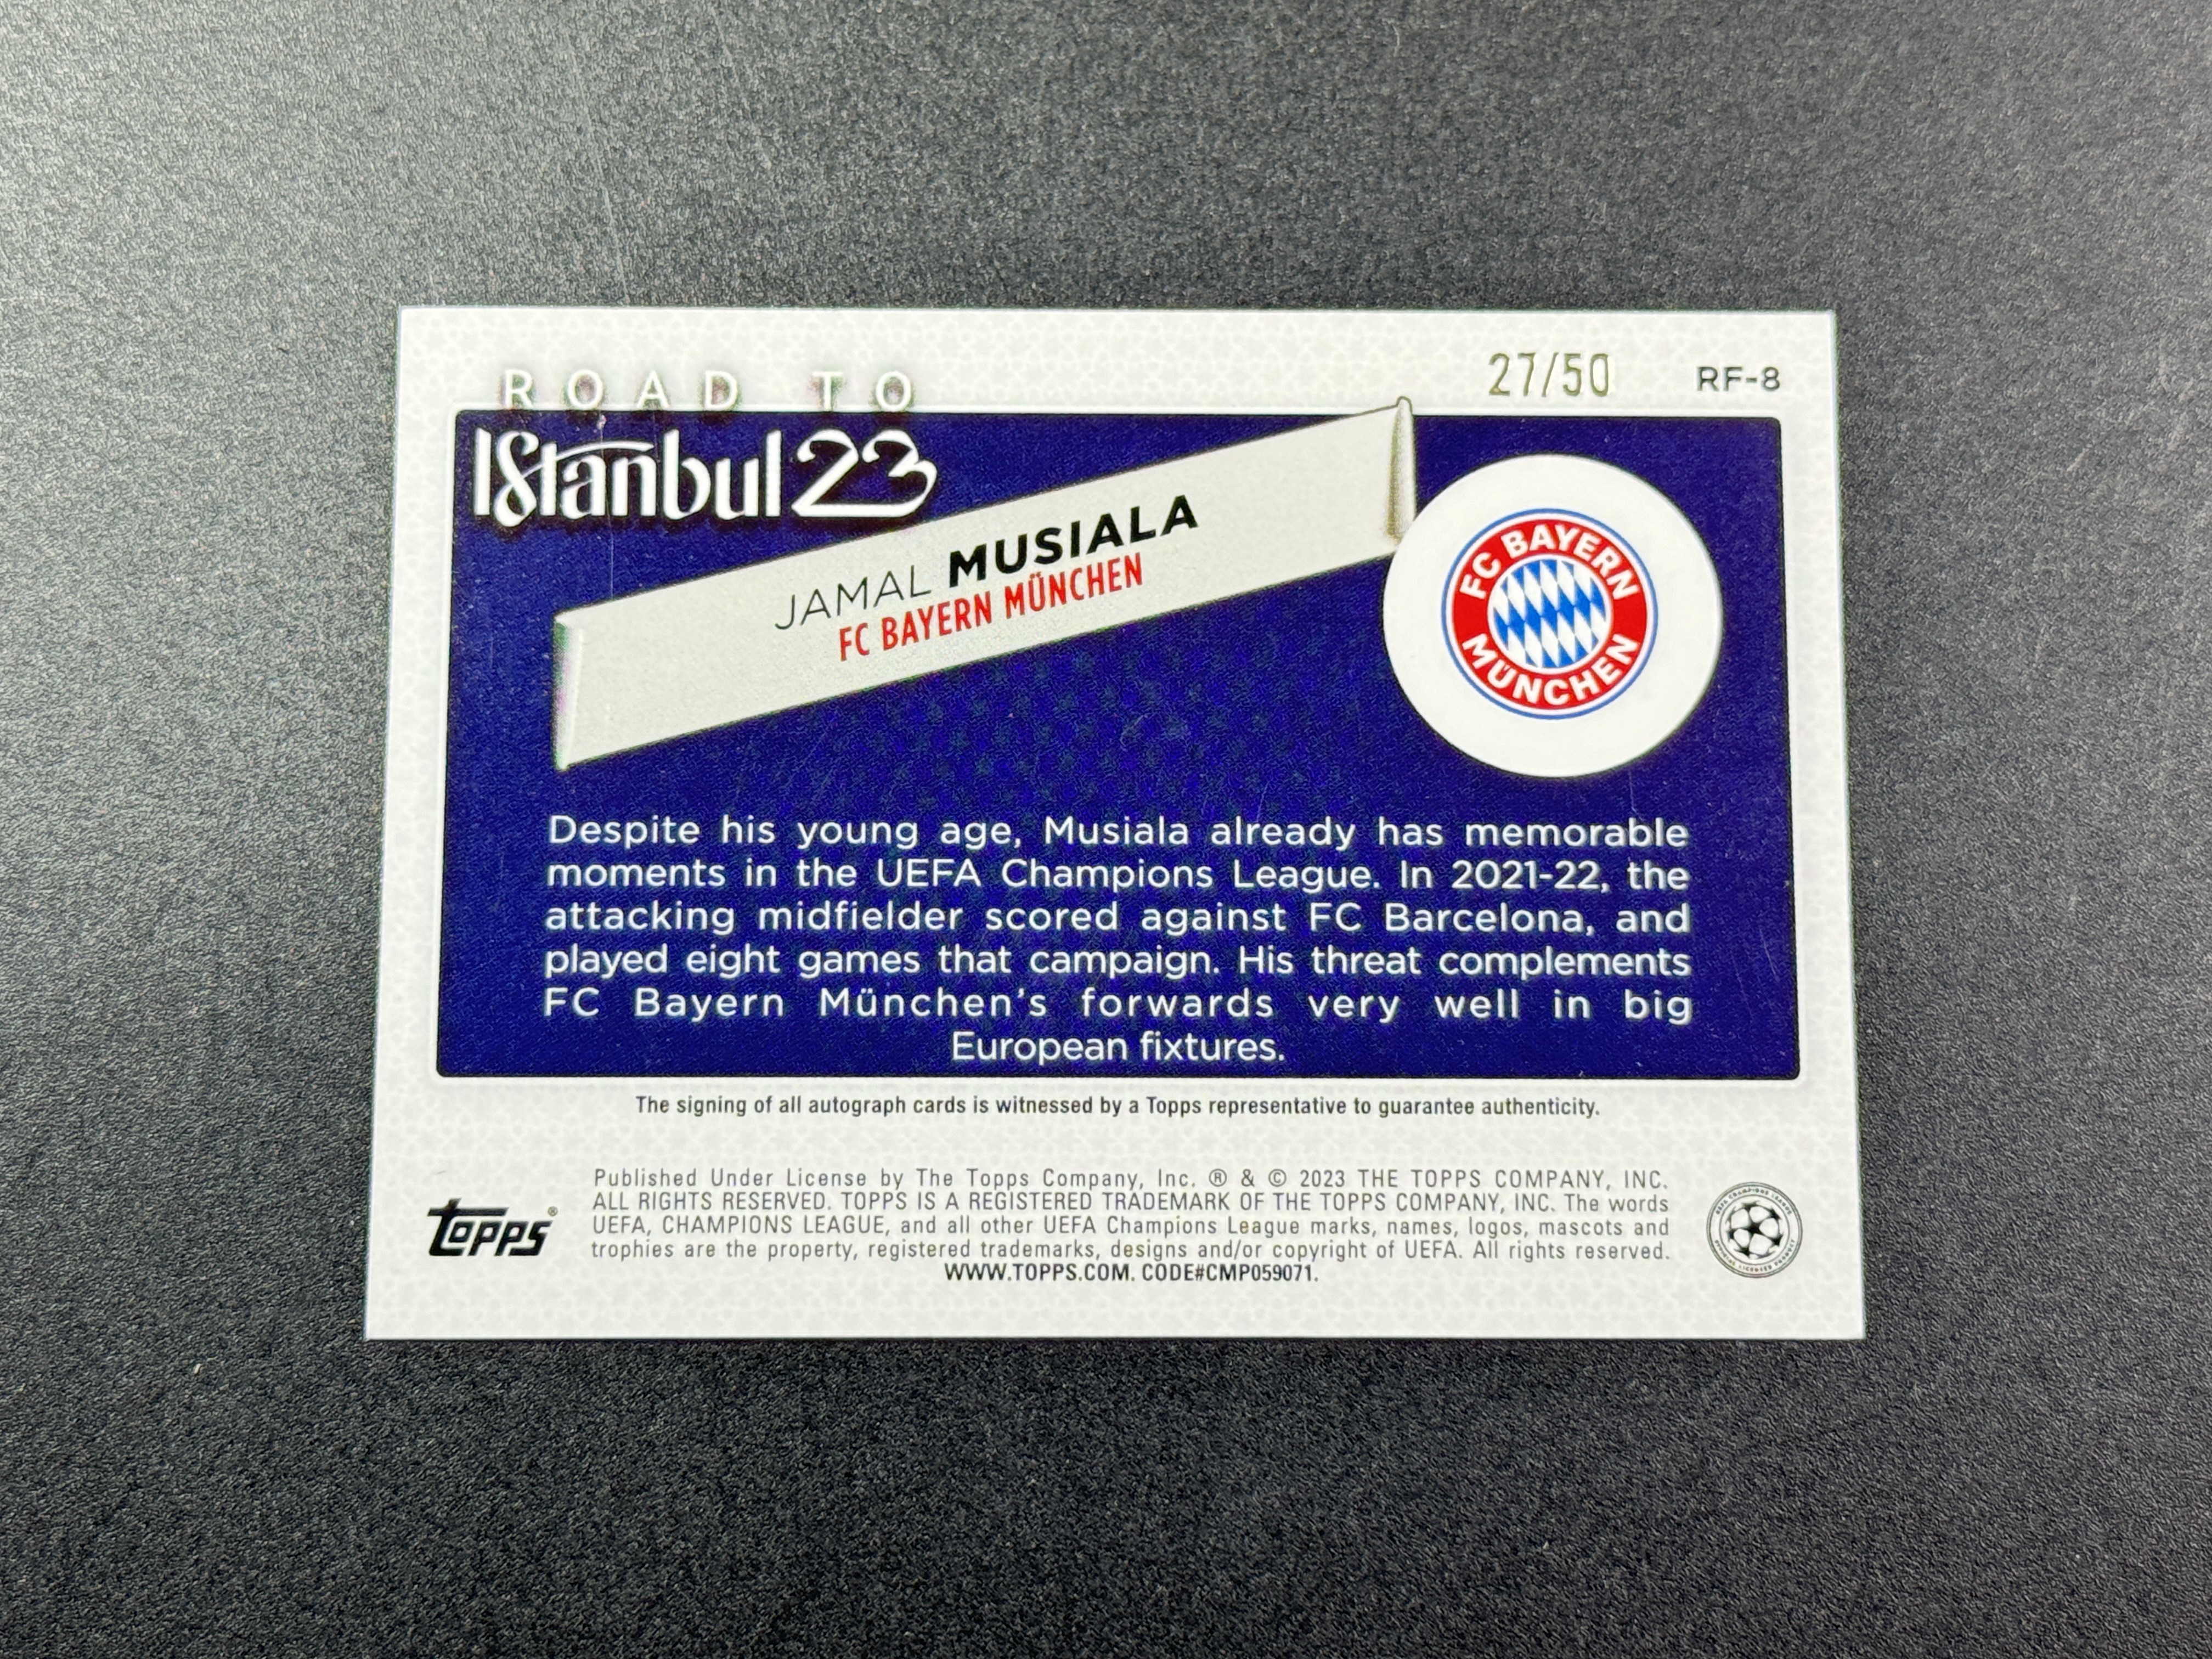 27/50 RF-8
ROAD TO
Istanbul 23
JAMAL MUSIALA
FC BAYERN MÜNCHEN
FC BAYERN
MÜNCHEN
Despite his young age, Musiala already has memorable
moments in the UEFA Champions League. In 2021-22, the
attacking midfielder scored against FC Barcelona, and
played eight games that campaign. His threat complements
FC Bayern München's forwards very well in big
European fixtures.
The signing of all autograph cards is witnessed by a Topps representative to guarantee authenticity.
Published Under License by The Topps Company, Inc. ® & © 2023 THE TOPPS COMPANY, INC.
ALL RIGHTS RESERVED. TOPPS IS A REGISTERED TRADEMARK OF THE TOPPS COMPANY, INC. The words
UEFA, CHAMPIONS LEAGUE, and all other UEFA Champions League marks, names, logos, mascots and
trophies are the property, registered trademarks, designs and/or copyright of UEFA. All rights reserved.
WWW.TOPPS.COM. CODE#CMP059071.
Topps®